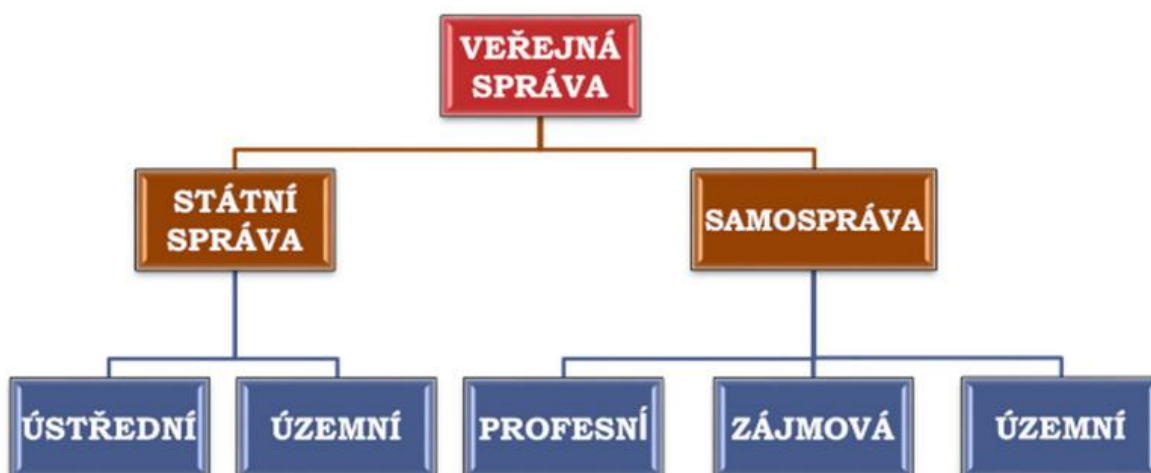 VEŘEJNÁ
SPRÁVA
STÁTNÍ
SPRÁVA
SAMOSPRÁVA
ÚSTŘEDNÍ
ÚZEMNÍ
PROFESNÍ
ZÁJMOVÁ
ÚZEMNÍ